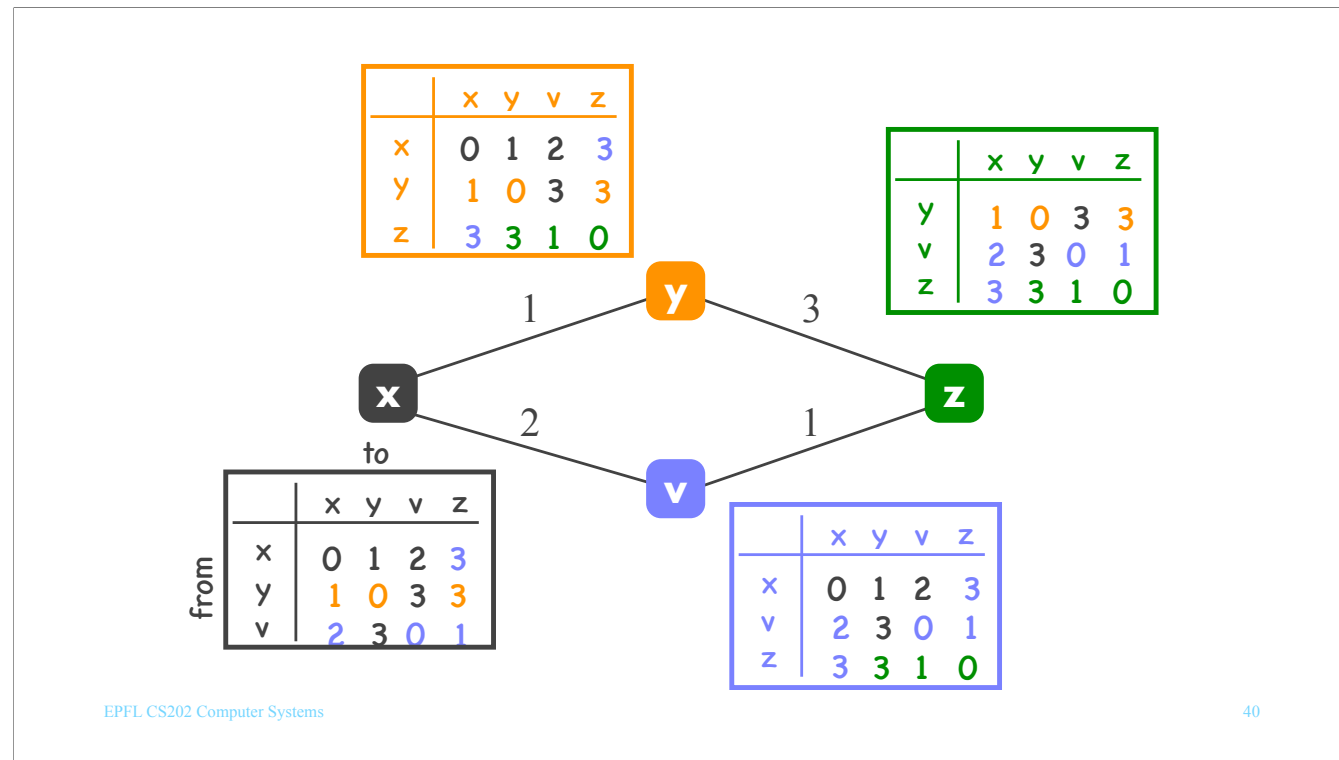 x y v z
x 0 1 2 3
y 1 0 3 3
z 3 3 1 0
x y v z
y 1 0 3 3
v 2 3 0 1
z 3 3 1 0
y
1
3
x
z
2
1
v
to
from
x y v z
x 0 1 2 3
y 1 0 3 3
v 2 3 0 1
x y v z
x 0 1 2 3
v 2 3 0 1
z 3 3 1 0
EPFL CS202 Computer Systems
40